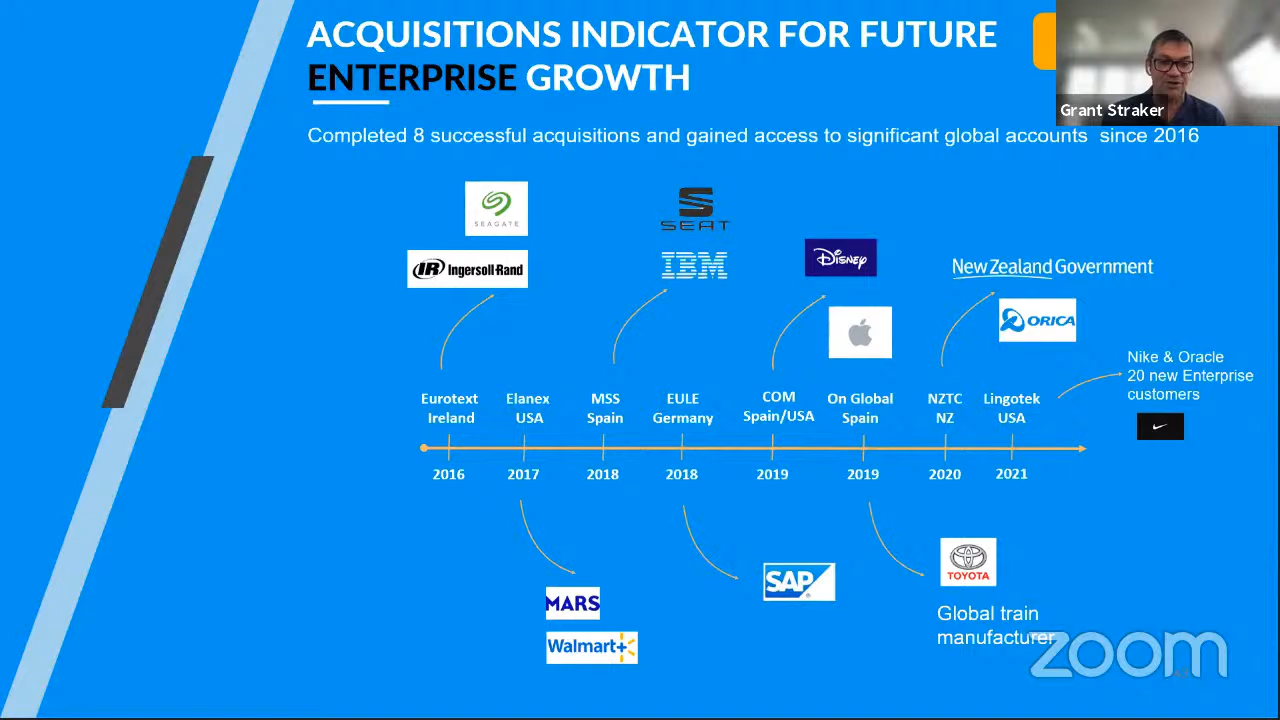 ACQUISITIONS INDICATOR FOR FUTURE
ENTERPRISE GROWTH
Grant Straker
Completed 8 successful acquisitions and gained access to significant global accounts since 2016
SEAGATE
IR Ingersoll Rand
SEAT
IBM
Disney
New Zealand Government
ORICA
Nike & Oracle
20 new Enterprise
customers
Eurotext
Ireland
Elanex
USA
MSS
Spain
EULE
Germany
COM
Spain/USA
On Global
Spain
NZTC
NZ
Lingotek
USA
2016
2017
2018
2018
2019
2019
2020
2021
MARS
Walmart+
SAP
TOYOTA
Global train
manufacturer
zoom